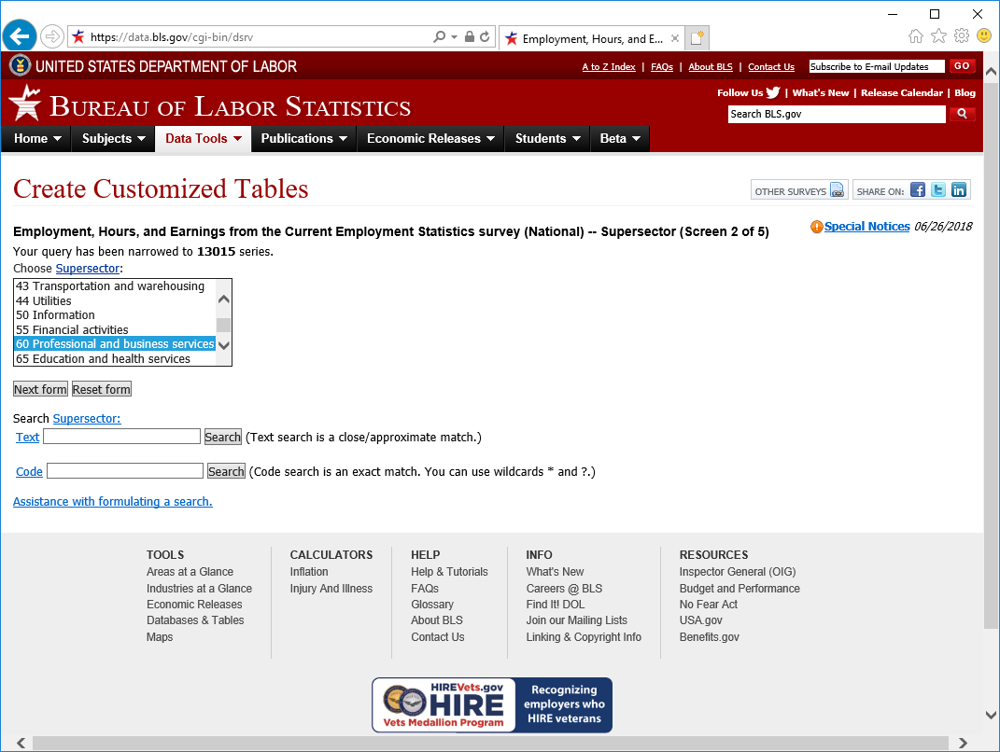 https://data.bls.gov/cgi-bin/dsrv
Employment, Hours, and E...
UNITED STATES DEPARTMENT OF LABOR
A to Z Index | FAQs | About BLS | Contact Us
Subscribe to E-mail Updates GO
Follow Us | What's New | Release Calendar | Blog
BUREAU OF LABOR STATISTICS
Search BLS.gov
Home Subjects Data Tools Publications Economic Releases Students Beta
Create Customized Tables
OTHER SURVEYS
SHARE ON:
Employment, Hours, and Earnings from the Current Employment Statistics survey (National) -- Supersector (Screen 2 of 5)
Special Notices 06/26/2018
Your query has been narrowed to 13015 series.
Choose Supersector:
43 Transportation and warehousing
44 Utilities
50 Information
55 Financial activities
60 Professional and business services
65 Education and health services
Next form Reset form
Search Supersector:
Text Search (Text search is a close/approximate match.)
Code Search (Code search is an exact match. You can use wildcards * and ?.)
Assistance with formulating a search.
TOOLS
Areas at a Glance
Industries at a Glance
Economic Releases
Databases & Tables
Maps
CALCULATORS
Inflation
Injury And Illness
HELP
Help & Tutorials
FAQs
Glossary
About BLS
Contact Us
INFO
What's New
Careers @ BLS
Find It! DOL
Join our Mailing Lists
Linking & Copyright Info
RESOURCES
Inspector General (OIG)
Budget and Performance
No Fear Act
USA.gov
Benefits.gov
HIREVets.gov
HIRE
Vets Medallion Program
Recognizing
employers who
HIRE veterans